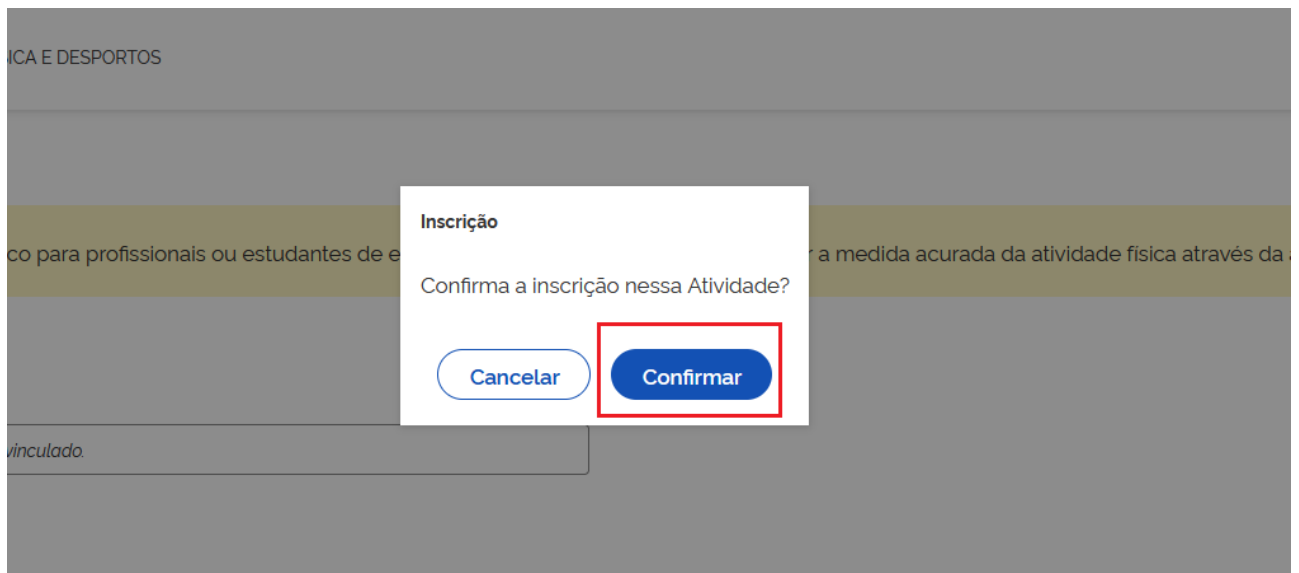 ICA E DESPORTOS
Inscrição
co para profissionais ou estudantes de e
a medida acurada da atividade física através da
Confirma a inscrição nessa Atividade?
Cancelar
Confirmar
vinculado.